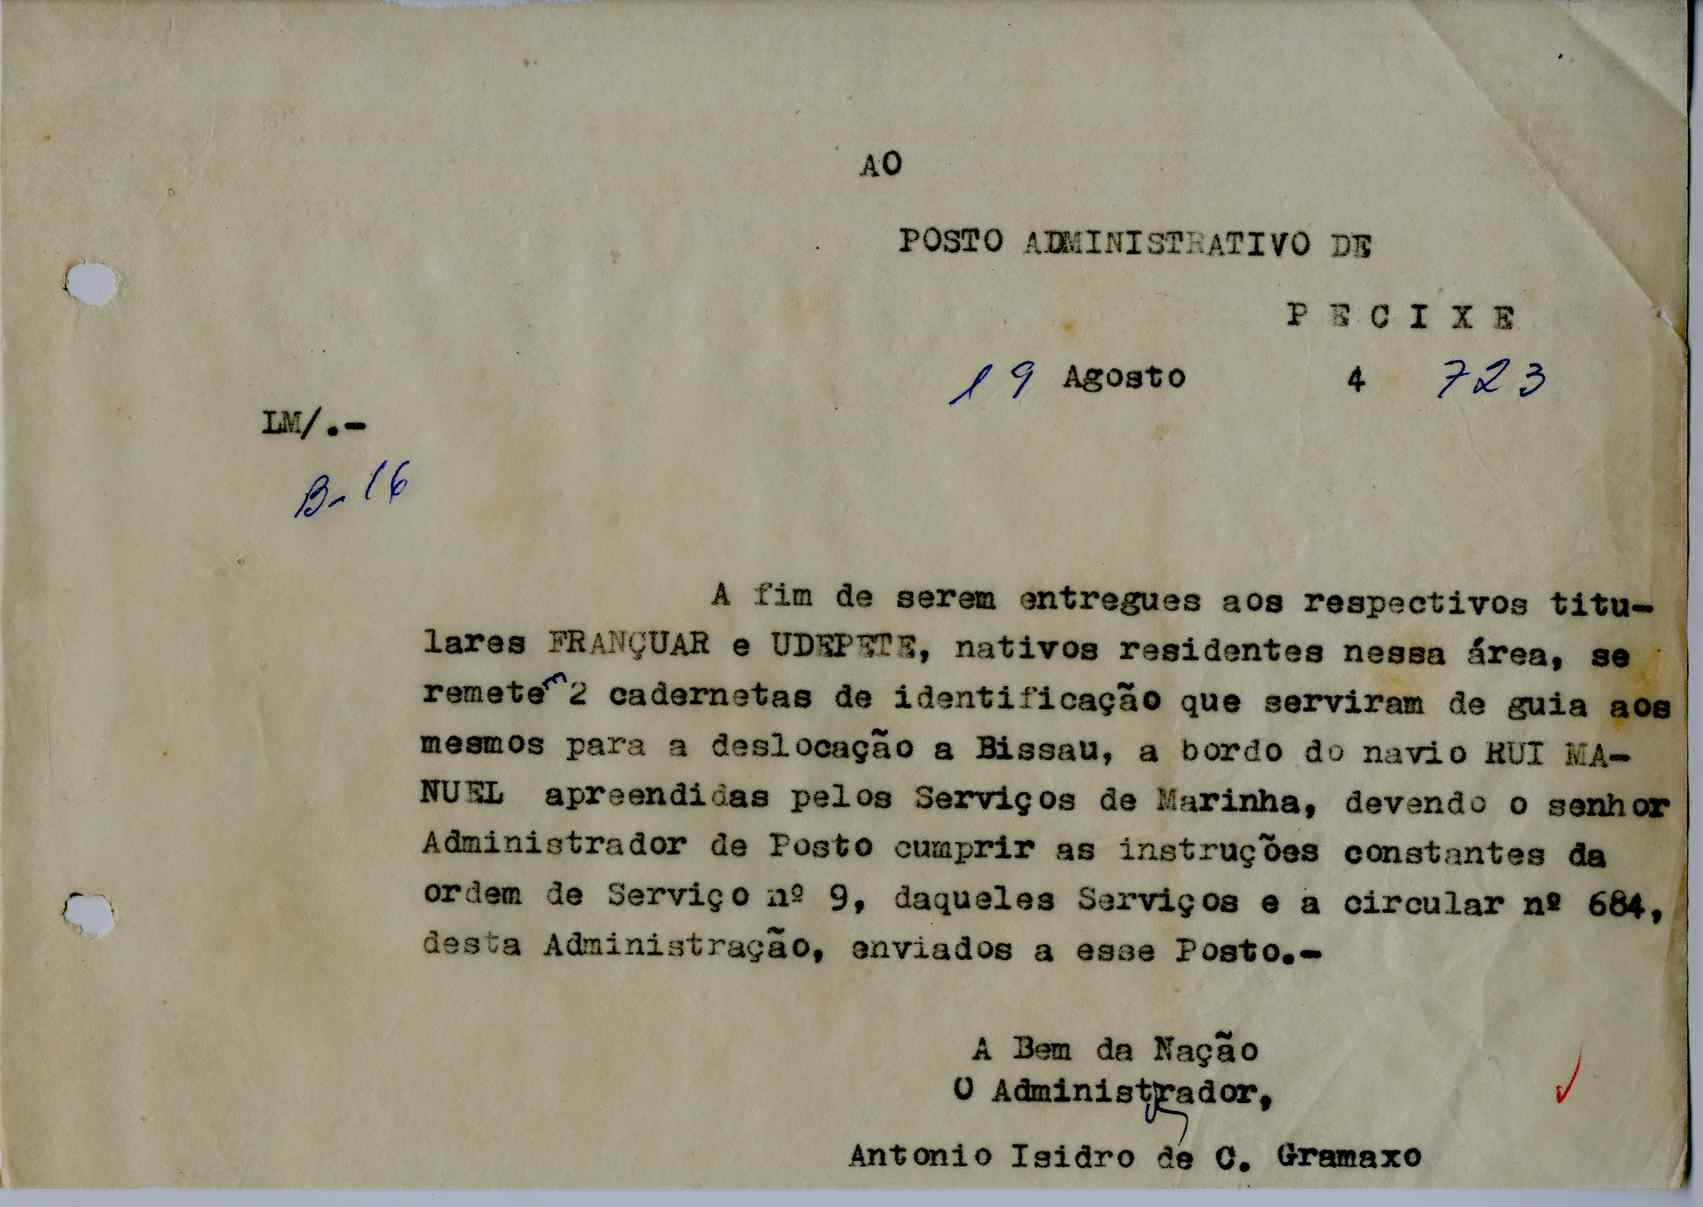 AO
POSTO ADMINISTRATIVO DE
P E C I X E
19 Agosto 4 723
LM/.-
B-16
A fim de serem entregues aos respectivos titu-
lares FRANÇUAR e UDEPETE, nativos residentes nessa área, se
remetem 2 cadernetas de identificação que serviram de guia aos
mesmos para a deslocação a Bissau, a bordo do navio RUI MA-
NUEL apreendidas pelos Serviços de Marinha, devendo o senhor
Administrador de Posto cumprir as instruções constantes da
ordem de Serviço nº 9, daqueles Serviços e a circular nº 684,
desta Administração, enviados a esse Posto.-
A Bem da Nação
O Administrador,
Antonio Isidro de C. Gramaxo